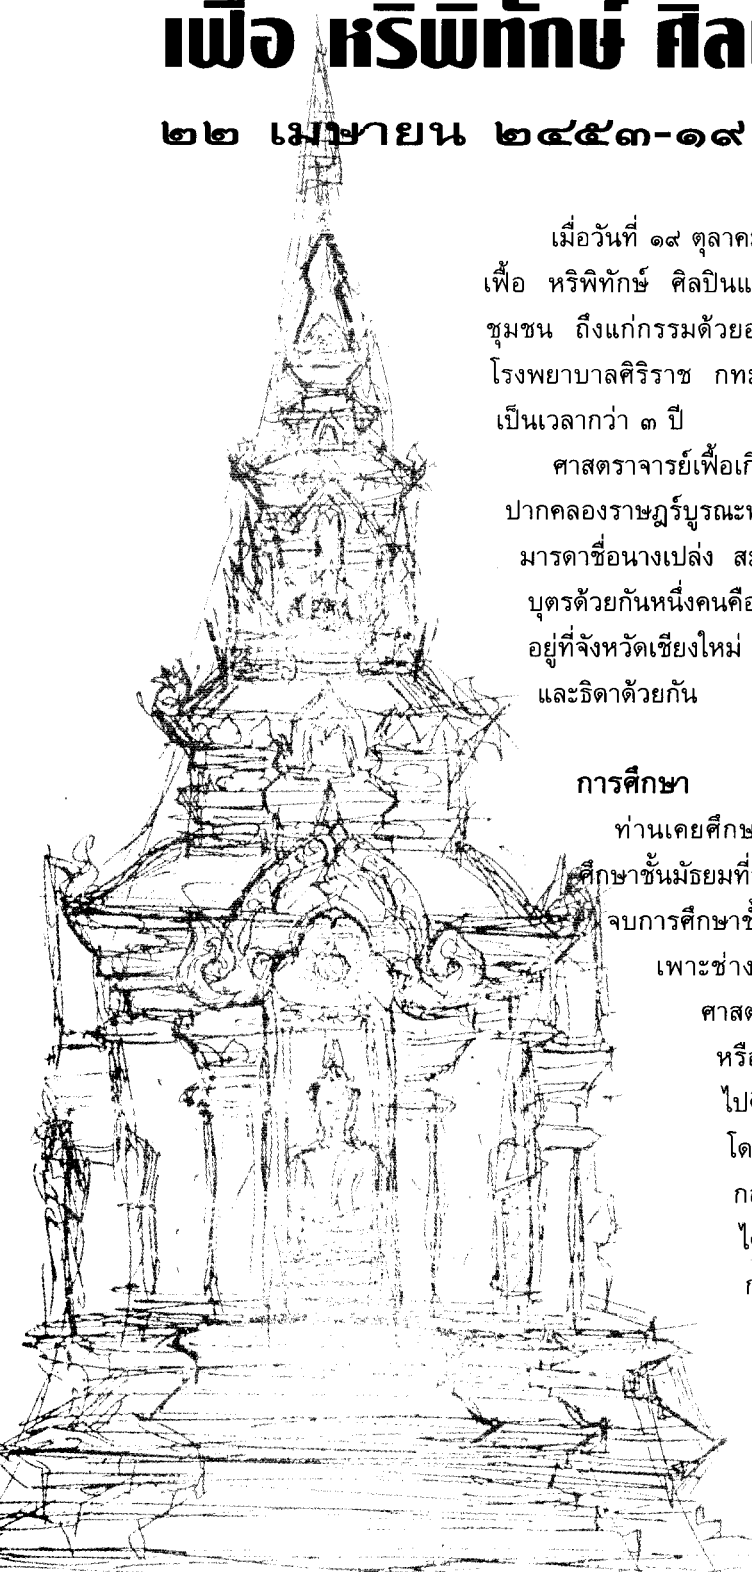 เฟื้อ หริพิทักษ์ ศิล
๒๒ เมษายน ๒๔๕๓-๑๙
เมื่อวันที่ ๑๙ ตุลาค
เฟื้อ หริพิทักษ์ ศิลปินแ
ชุมชน ถึงแก่กรรมด้วยอ
โรงพยาบาลศิริราช กท
เป็นเวลากว่า ๓ ปี
ศาสตราจารย์เฟื้อเกิ
ปากคลองราษฎร์บูรณะ
มารดาชื่อนางเปล่ง ส
บุตรด้วยกันหนึ่งคนคือ
อยู่ที่จังหวัดเชียงใหม่
และธิดาด้วยกัน
การศึกษา
ท่านเคยศึกษ
ศึกษาชั้นมัธยมที่
จบการศึกษาชั้
เพาะช่าง
ศาสต
หรือ
ไป
โด
ก
ไ
ก